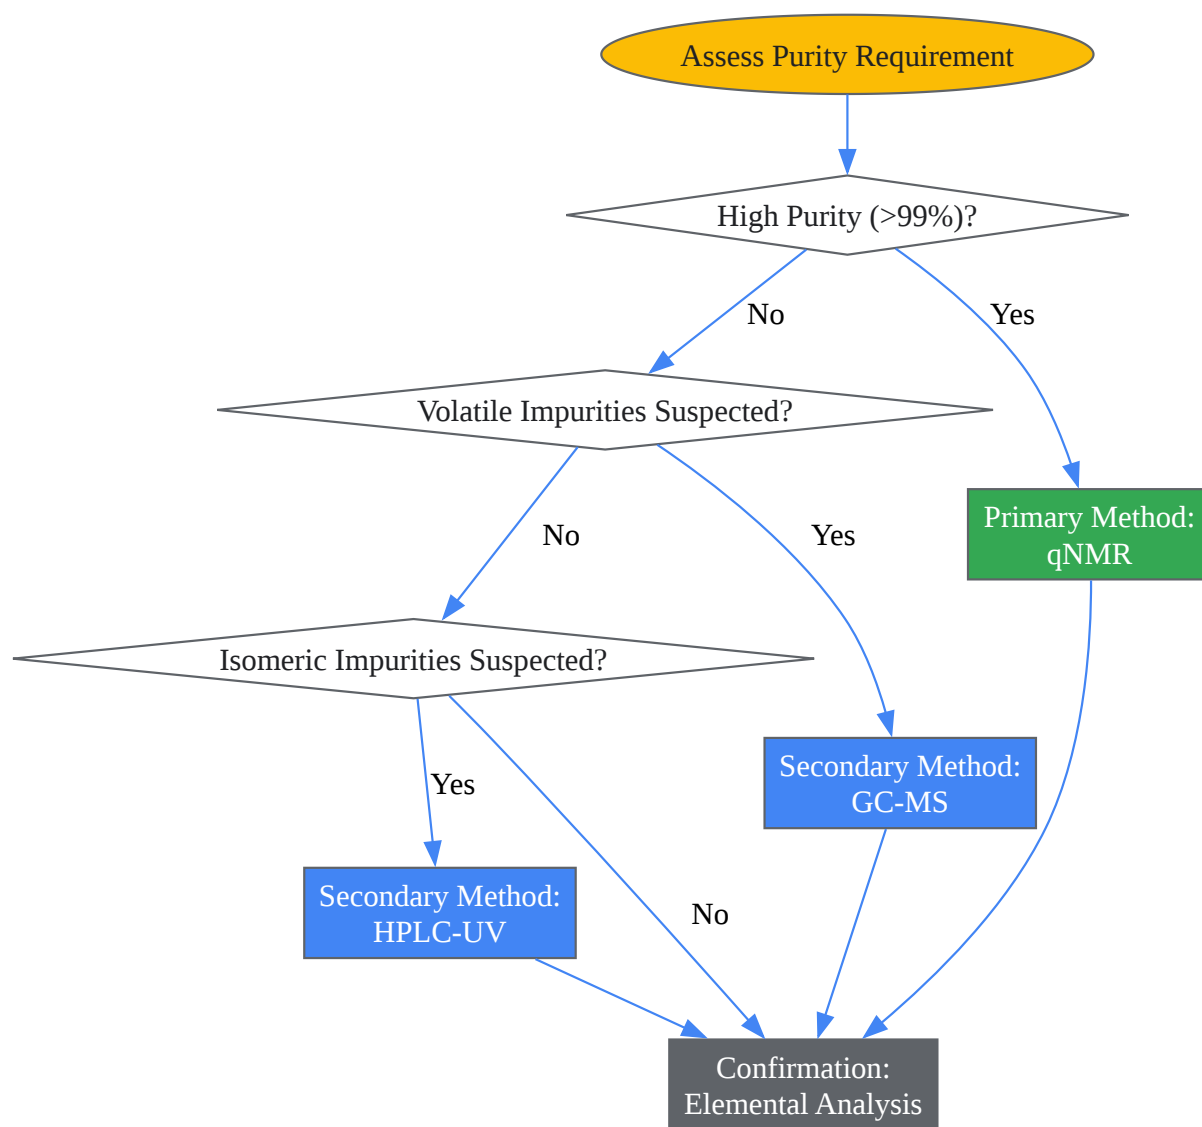 Assess Purity Requirement
High Purity (>99%)?
No
Yes
Volatile Impurities Suspected?
No
Yes
Primary Method:
qNMR
Isomeric Impurities Suspected?
Yes
No
Secondary Method:
GC-MS
Secondary Method:
HPLC-UV
Confirmation:
Elemental Analysis